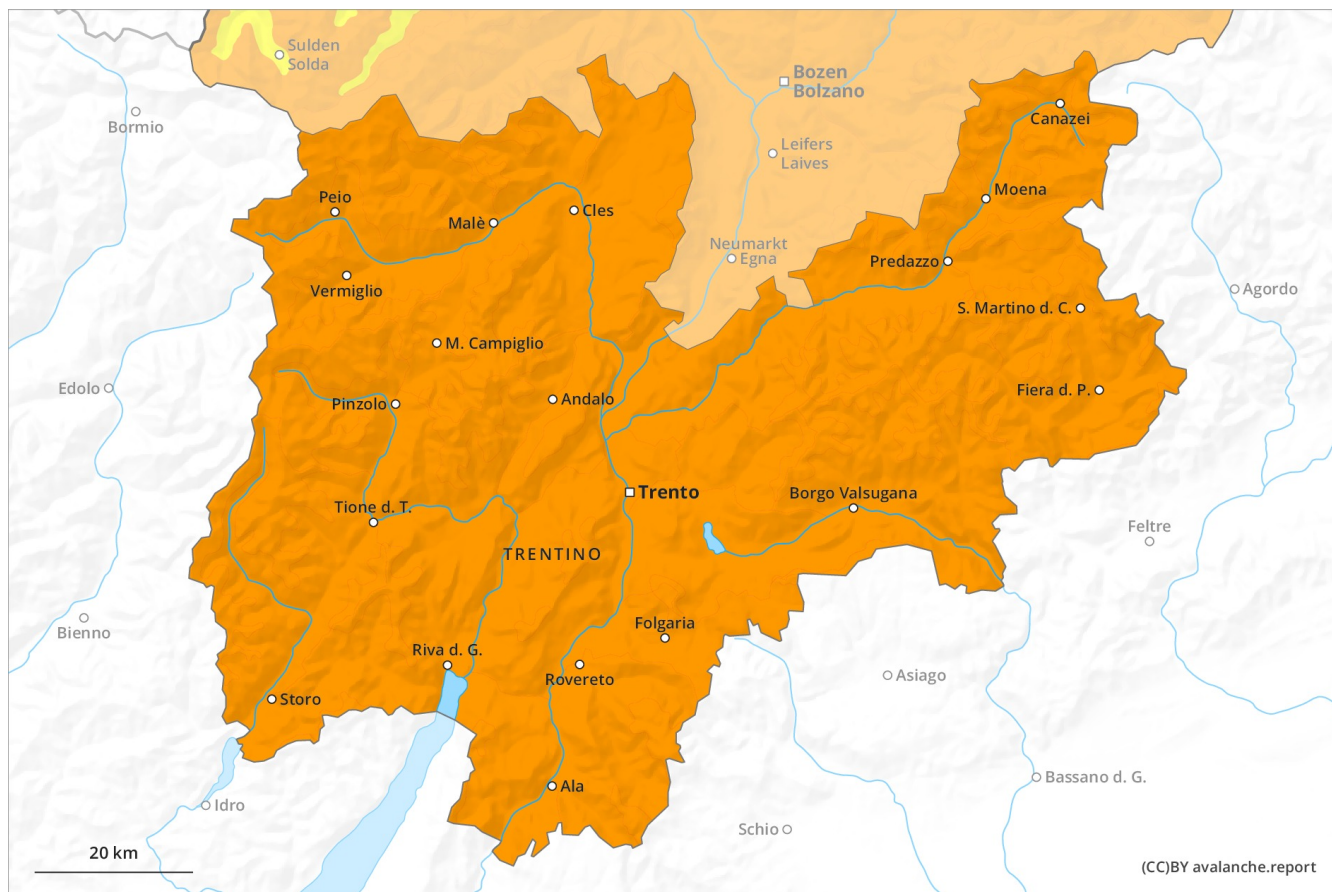 Sulden
Solda
Bozen
Bolzano
Bormio
Canazei
Leifers
Laives
Peio
Malè
Cles
Moena
Neumarkt
Egna
Predazzo
Vermiglio
Agordo
S. Martino d. C.
M. Campiglio
Edolo
Pinzolo
Andalo
Fiera d. P.
Trento
Borgo Valsugana
Tione d. T.
Feltre
TRENTINO
Bienno
Folgaria
Riva d. G.
Rovereto
Asiago
Storo
Bassano d. G.
Ala
Idro
Schio
20 km
(CC)BY avalanche.report